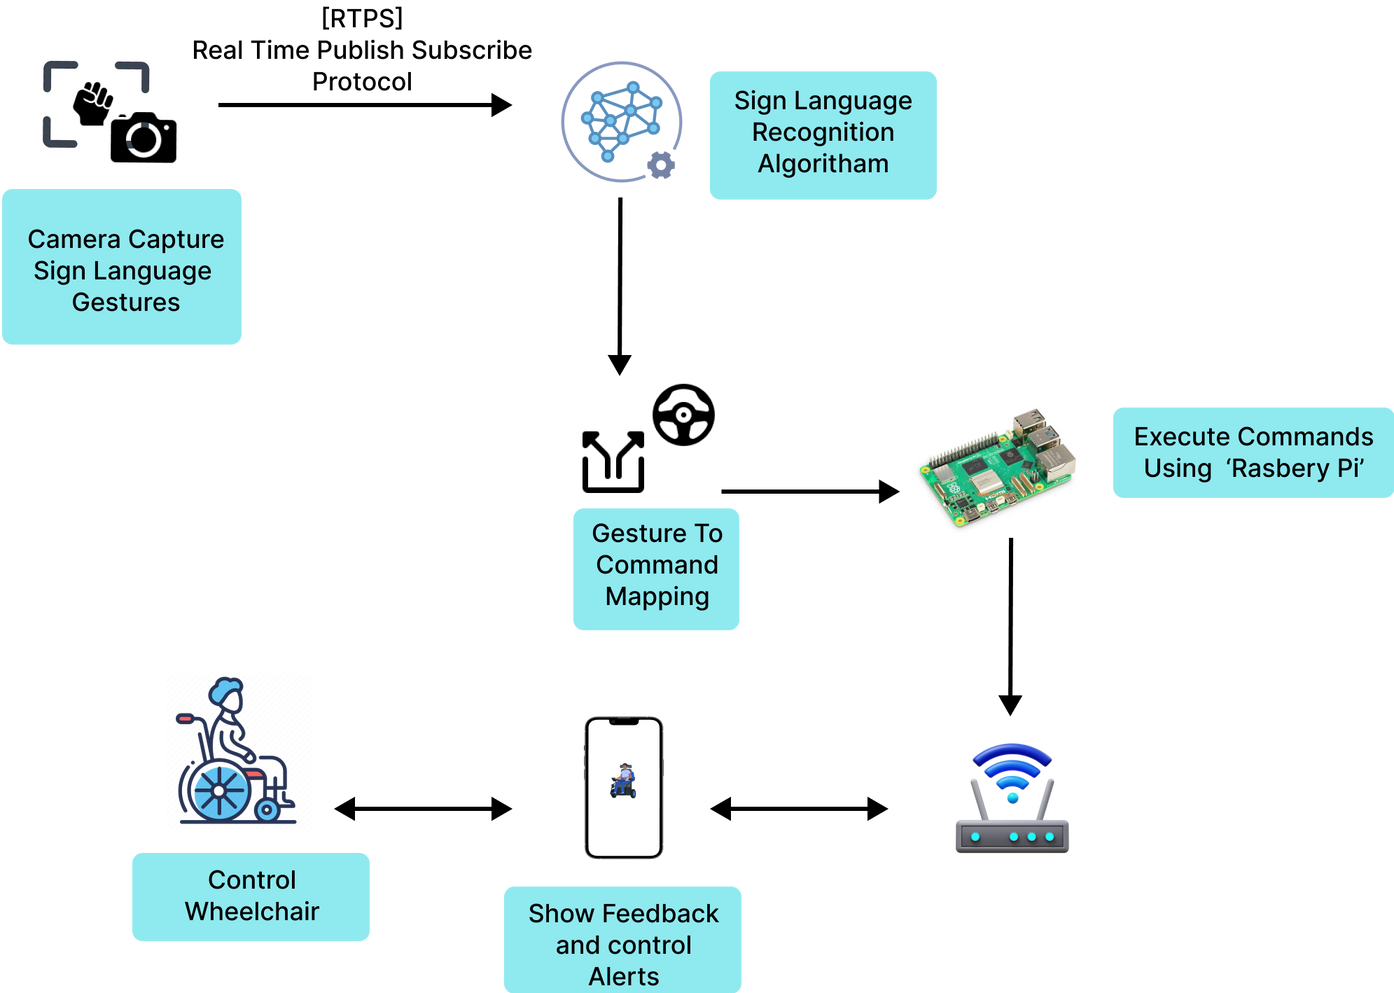 [RTPS]
Real Time Publish Subscribe
Protocol
Sign Language
Recognition
Algoritham
Camera Capture
Sign Language
Gestures
Gesture To
Command
Mapping
Execute Commands
Using ‘Rasbery Pi’
Control
Wheelchair
Show Feedback
and control
Alerts